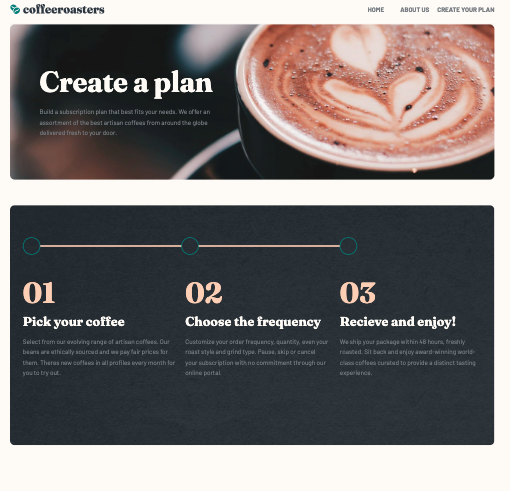 coffeeroasters
HOME ABOUT US CREATE YOUR PLAN
Create a plan
Build a subscription plan that best fits your needs. We offer an
assortment of the best artisan coffees from around the globe
delivered fresh to your door.
01
Pick your coffee
Select from our evolving range of artisan coffees. Our
beans are ethically sourced and we pay fair prices for
them. Theres new coffees in all profiles every month for
you to try out.
02
Choose the frequency
Customize your order frequency, quantity, even your
roast style and grind type. Pause, skip or cancel
your subscription with no commitment through our
online portal.
03
Recieve and enjoy!
We ship your package within 48 hours, freshly
roasted. Sit back and enjoy award-winning world-
class coffees curated to provide a distinct tasting
experience.